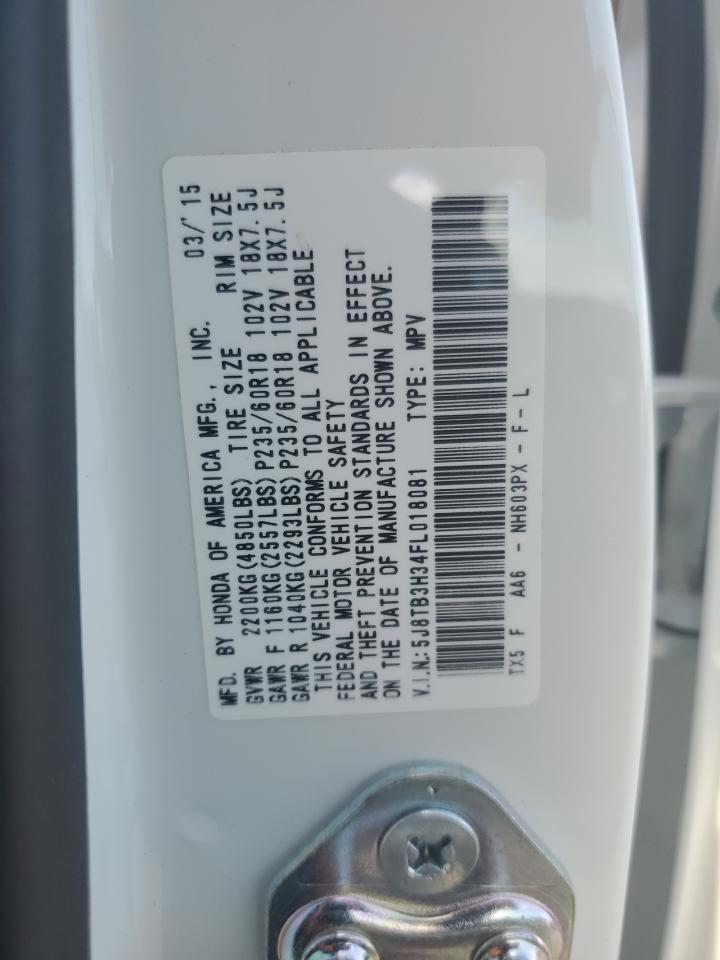 MFD. BY HONDA OF AMERICA MFG., INC. 03/'15
GVWR 2200KG(4850LBS) TIRE SIZE RIM SIZE
GAWR F 1160KG(2557LBS)P235/60R18 102V 18X7.5J
GAWR R 1040KG(2293LBS)P235/60R18 102V 18X7.5J
THIS VEHICLE CONFORMS TO ALL APPLICABLE
FEDERAL MOTOR VEHICLE SAFETY
AND THEFT PREVENTION STANDARDS IN EFFECT
ON THE DATE OF MANUFACTURE SHOWN ABOVE.
V.I.N.:5J8TB3H34FL018081 TYPE: MPV
TX5 F AA6 - NH603PX - F - L